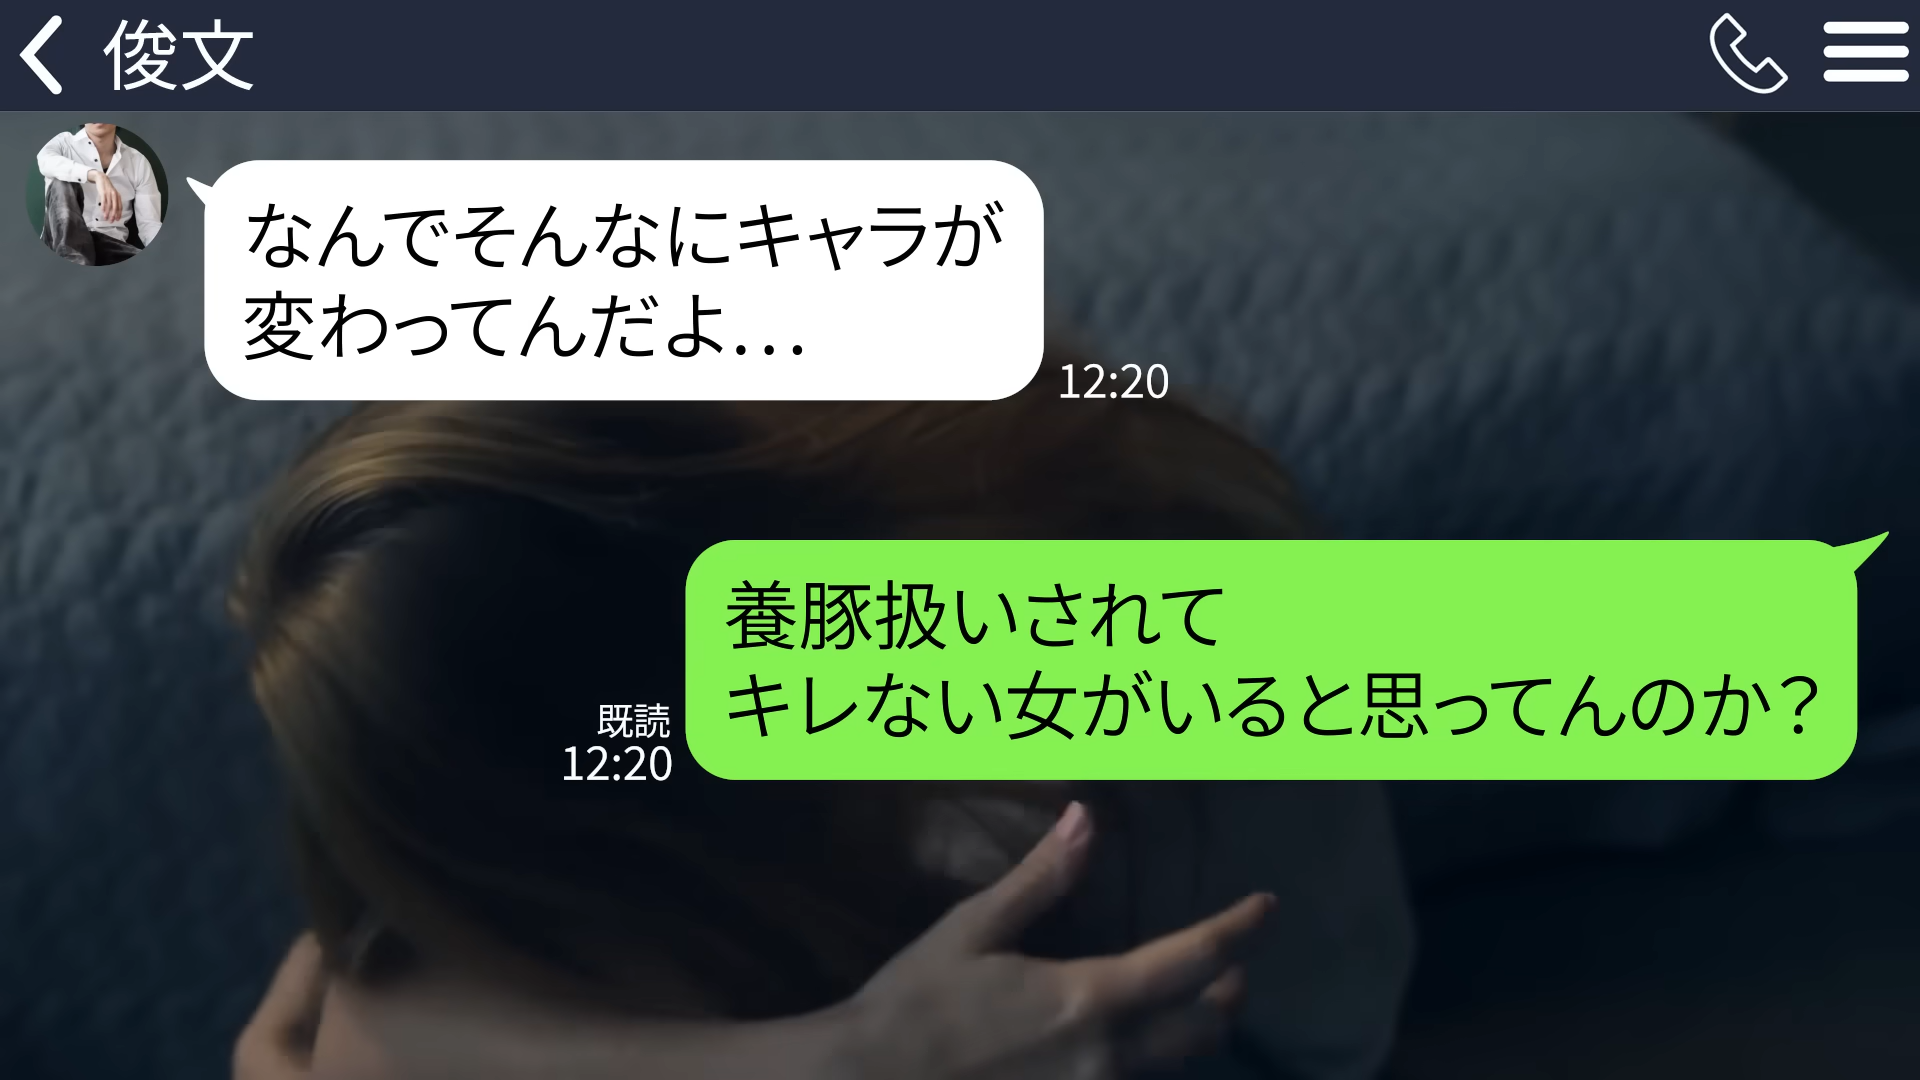 俊文
なんでそんなにキャラが
変わってんだよ…
12:20
養豚扱いされて
キレない女がいると思ってんのか？
既読
12:20